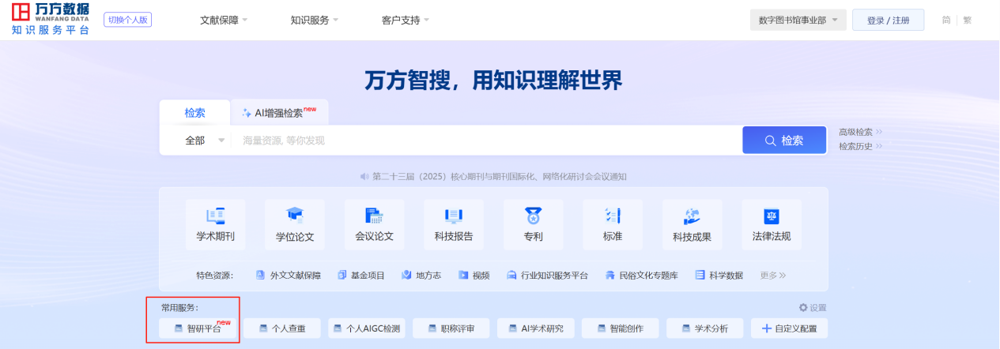 万方数据
WANFANG DATA
知识服务平台
切换个人版
文献保障
知识服务
客户支持
数字图书馆事业部
登录 / 注册
简
繁
万方智搜，用知识理解世界
检索
AI增强检索new
全部
海量资源, 等你发现
检索
高级检索
检索历史
第二十三届（2025）核心期刊与期刊国际化、网络化研讨会会议通知
学术期刊
学位论文
会议论文
科技报告
专利
标准
科技成果
法律法规
特色资源:
外文文献保障
基金项目
地方志
视频
行业知识服务平台
民俗文化专题库
科学数据
更多
常用服务:
设置
智研平台new
个人查重
个人AIGC检测
职称评审
AI学术研究
智能创作
学术分析
自定义配置